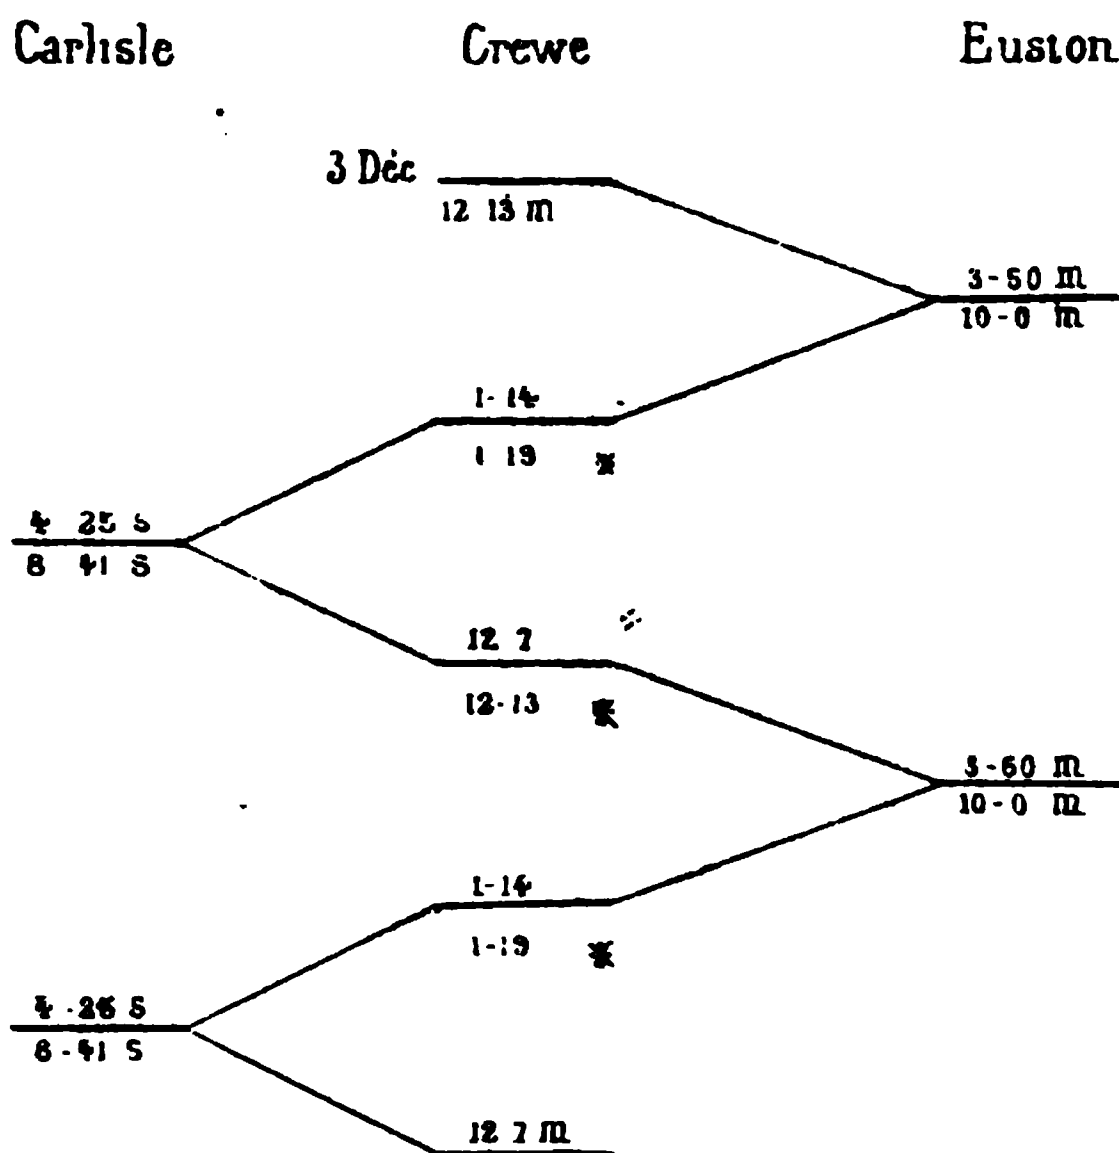 Carlisle Crewe Euston
3 Déc
12 13 m
3-50 m
10-0 m
1-14
1 19 *
4 25 S
8 41 S
12 7
12-13 *
3-50 m
10-0 m
1-14
1-19 *
4-25 S
8-41 S
12 7 m